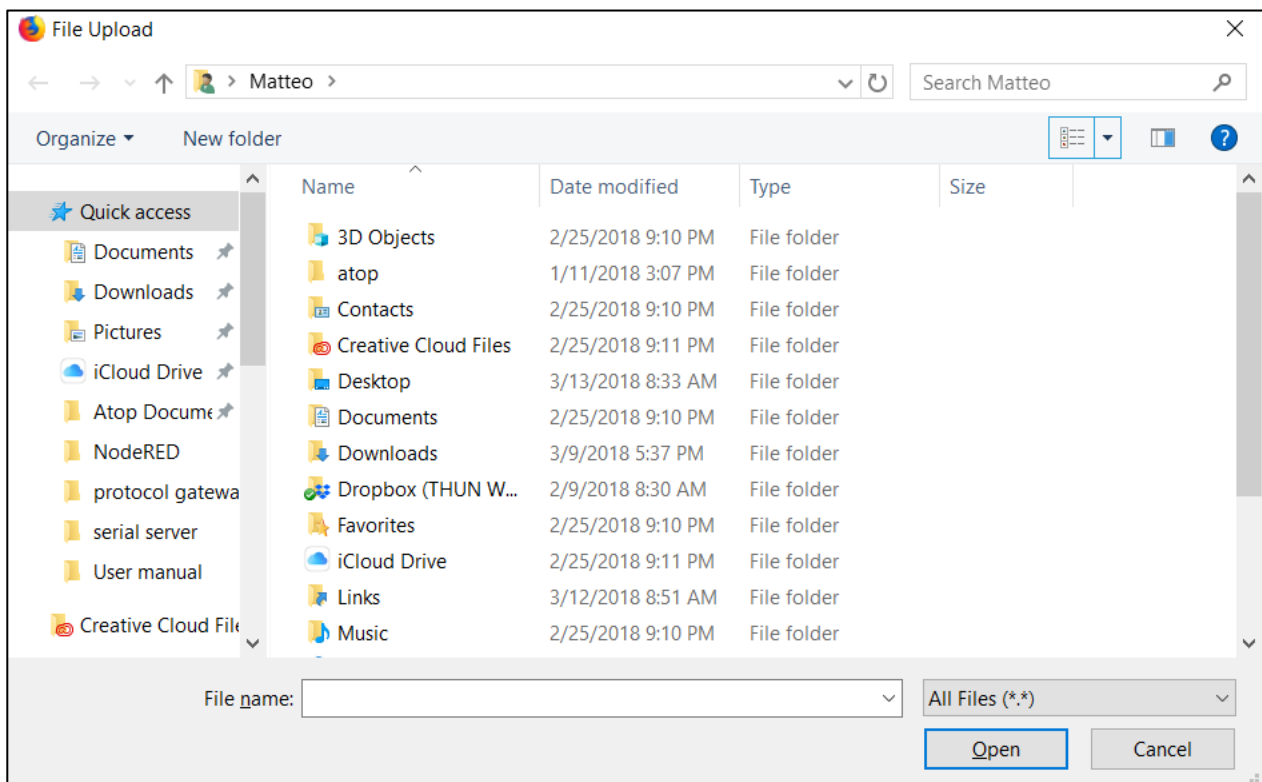 File Upload
Matteo
Search Matteo
Organize
New folder
Name Date modified Type Size
Quick access
Documents
Downloads
Pictures
iCloud Drive
Atop Docume
NodeRED
protocol gatewa
serial server
User manual
Creative Cloud File
3D Objects 2/25/2018 9:10 PM File folder
atop 1/11/2018 3:07 PM File folder
Contacts 2/25/2018 9:10 PM File folder
Creative Cloud Files 2/25/2018 9:11 PM File folder
Desktop 3/13/2018 8:33 AM File folder
Documents 2/25/2018 9:10 PM File folder
Downloads 3/9/2018 5:37 PM File folder
Dropbox (THUN W... 2/9/2018 8:30 AM File folder
Favorites 2/25/2018 9:10 PM File folder
iCloud Drive 2/25/2018 9:11 PM File folder
Links 3/12/2018 8:51 AM File folder
Music 2/25/2018 9:10 PM File folder
File name:
All Files (*.*)
Open
Cancel